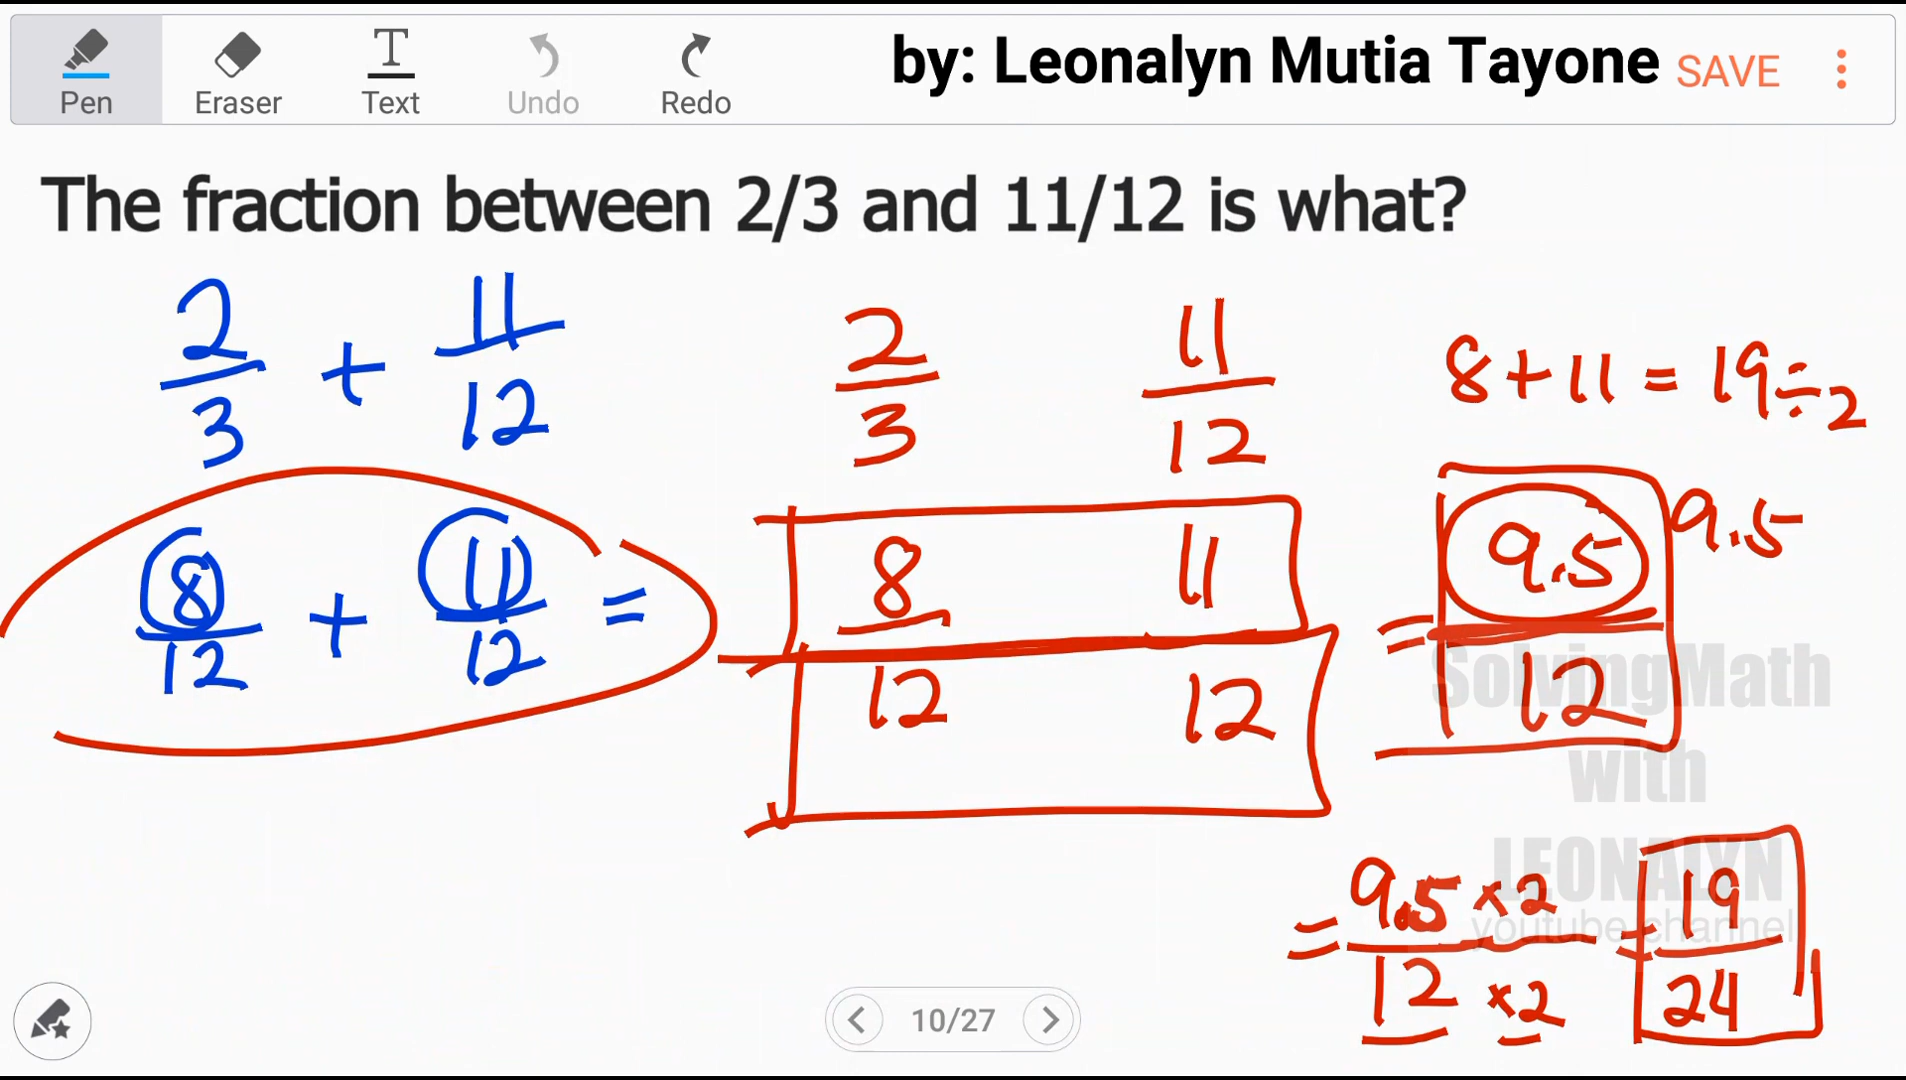 by: Leonalyn Mutia Tayone
SAVE
Pen
Eraser
Text
Undo
Redo
The fraction between 2/3 and 11/12 is what?
2/3 + 11/12
8/12 + 11/12 =
2/3 11/12
8/12 11/12
8 + 11 = 19 ÷ 2
9.5
= 9.5/12
= 9.5 × 2 / 12 × 2 = 19/24
SolvingMath
with
LEONALYN
youtube channel
10/27